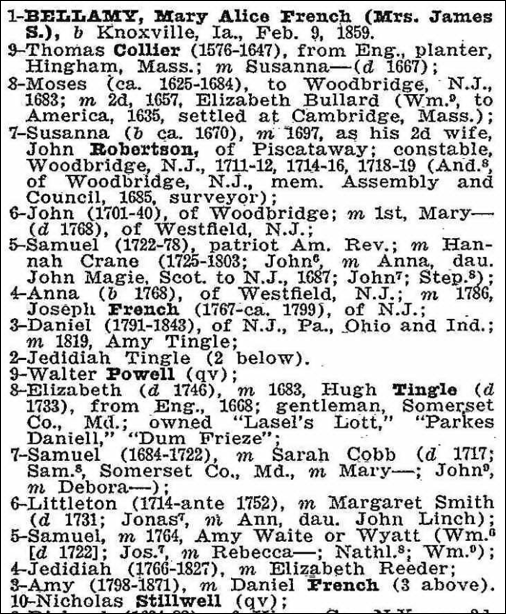 1-BELLAMY, Mary Alice French (Mrs. James
S.), b Knoxville, Ia., Feb. 9, 1859.
9-Thomas Collier (1576-1647), from Eng., planter,
Hingham, Mass.; m Susanna—(d 1667);
8-Moses (ca. 1625-1684), to Woodbridge, N.J.,
1683; m 2d, 1657, Elizabeth Bullard (Wm.⁹, to
America, 1635, settled at Cambridge, Mass.);
7-Susanna (b ca. 1670), m 1697, as his 2d wife,
John Robertson, of Piscataway; constable,
Woodbridge, N.J., 1711-12, 1714-16, 1718-19 (And.⁸,
of Woodbridge, N.J., mem. Assembly and
Council, 1685, surveyor);
6-John (1701-40), of Woodbridge; m 1st, Mary—
(d 1768), of Westfield, N.J.;
5-Samuel (1722-78), patriot Am. Rev.; m Han-
nah Crane (1725-1803; John⁶, m Anna, dau.
John Magie, Scot. to N.J., 1687; John⁷; Step.⁸);
4-Anna (b 1768), of Westfield, N.J.; m 1786,
Joseph French (1767-ca. 1799), of N.J.;
3-Daniel (1791-1843), of N.J., Pa., Ohio and Ind.;
m 1819, Amy Tingle;
2-Jedidiah Tingle (2 below).
9-Walter Powell (qv);
8-Elizabeth (d 1746), m 1683, Hugh Tingle (d
1733), from Eng., 1668; gentleman, Somerset
Co., Md.; owned "Lasel's Lott," "Parkes
Daniell," "Dum Frieze";
7-Samuel (1684-1722), m Sarah Cobb (d 1717;
Sam.⁸, Somerset Co., Md., m Mary—; John⁹,
m Debora—);
6-Littleton (1714-ante 1752), m Margaret Smith
(d 1731; Jonas⁷, m Ann, dau. John Linch);
5-Samuel, m 1764, Amy Waite or Wyatt (Wm.⁶
[d 1722]; Jos.⁷, m Rebecca—; Nathl.⁸; Wm.⁹);
4-Jedidiah (1766-1827), m Elizabeth Reeder;
3-Amy (1798-1871), m Daniel French (3 above).
10-Nicholas Stillwell (qv);